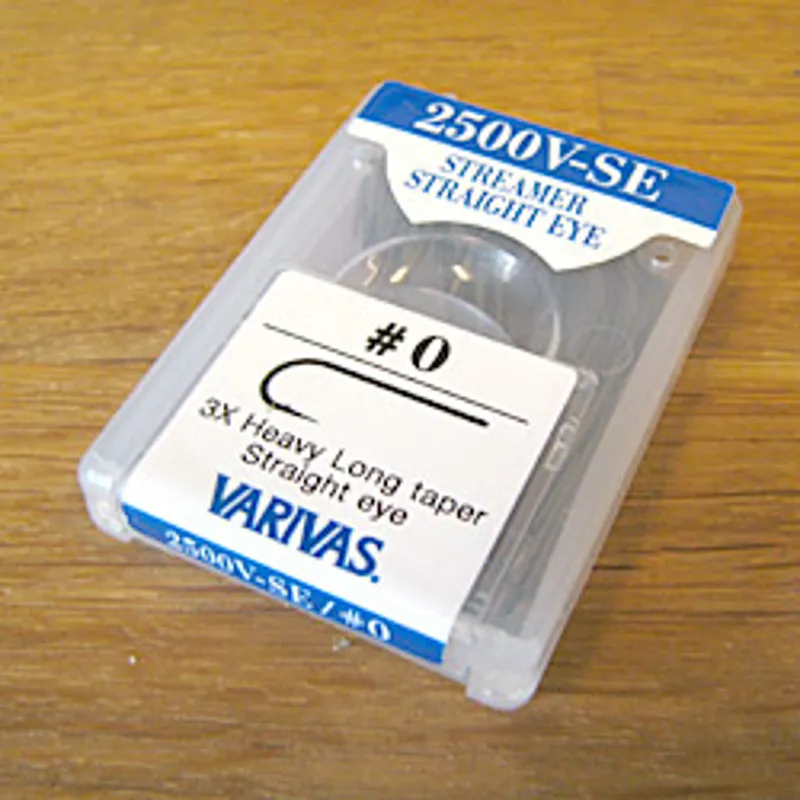 2500V-SE
STREAMER
STRAIGHT EYE
#0
3X Heavy Long taper
Straight eye
VARIVAS.
2500V-SE / #0